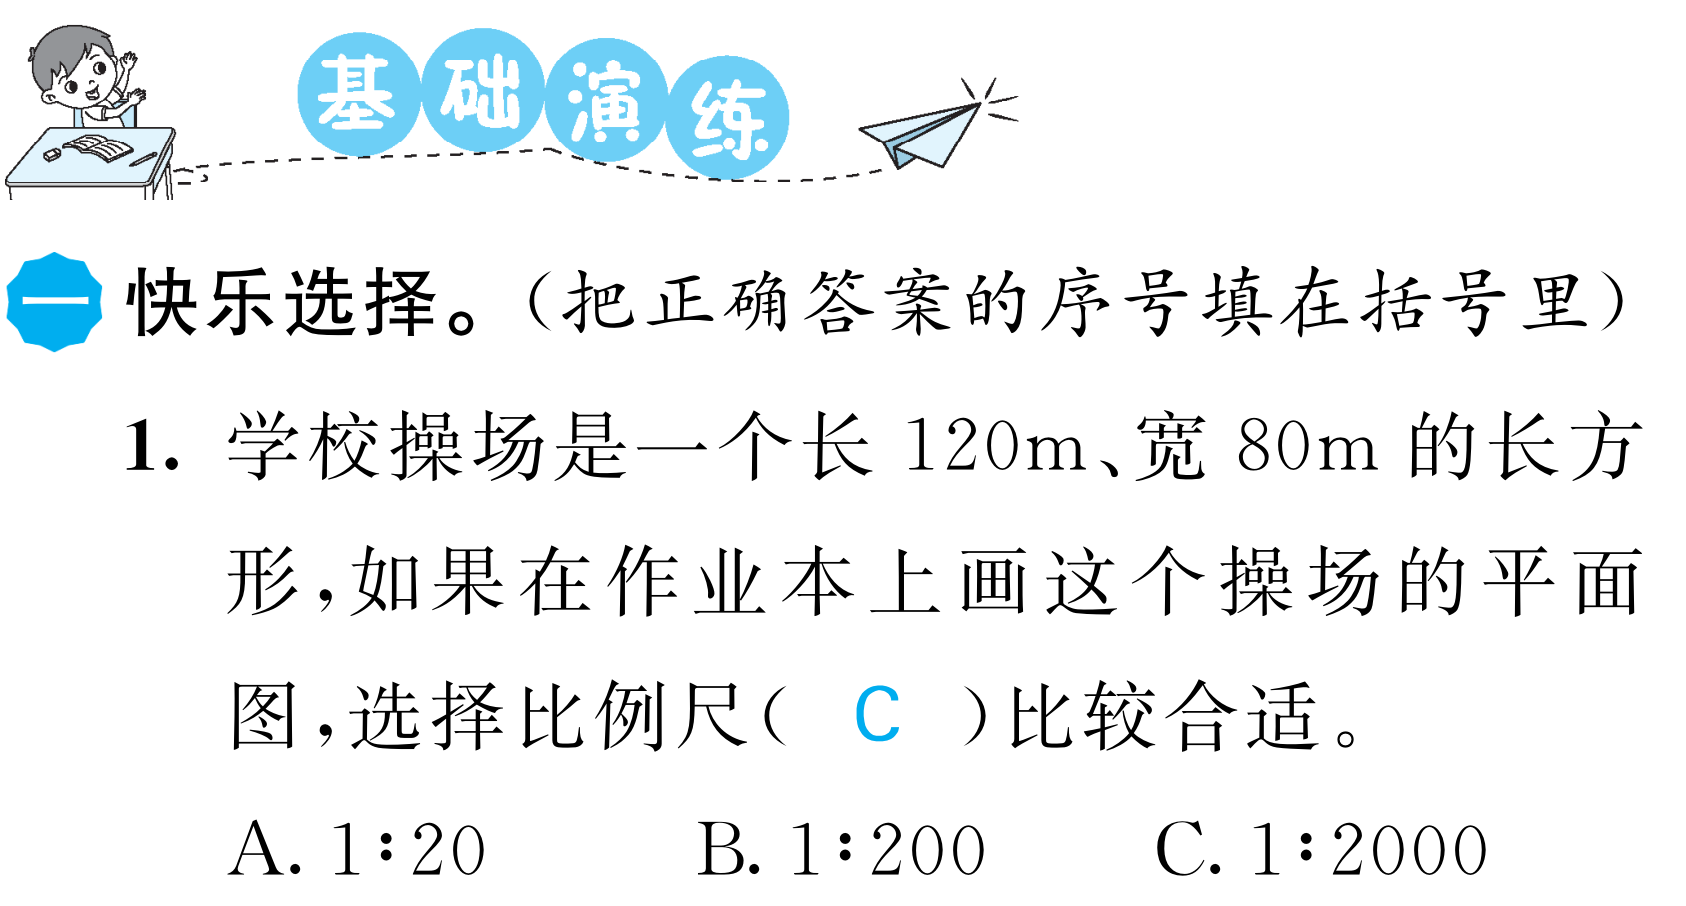 基础演练
一 快乐选择。(把正确答案的序号填在括号里)
1. 学校操场是一个长 120m、宽 80m 的长方
形,如果在作业本上画这个操场的平面
图,选择比例尺( C )比较合适。
A. 1∶20 B. 1∶200 C. 1∶2000